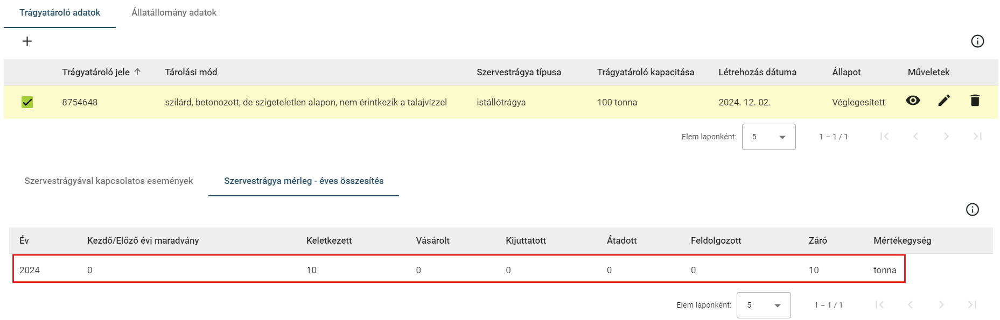 Trágyatároló adatok Állatállomány adatok
Trágyatároló jele Tárolási mód Szervestrágya típusa Trágyatároló kapacitása Létrehozás dátuma Állapot Műveletek
8754648 szilárd, betonozott, de szigeteletlen alapon, nem érintkezik a talajvízzel istállótrágya 100 tonna 2024. 12. 02. Véglegesített
Elem laponként: 5 1 – 1 / 1
Szervestrágyával kapcsolatos események Szervestrágya mérleg - éves összesítés
Év Kezdő/Előző évi maradvány Keletkezett Vásárolt Kijuttatott Átadott Feldolgozott Záró Mértékegység
2024 0 10 0 0 0 0 10 tonna
Elem laponként: 5 1 – 1 / 1